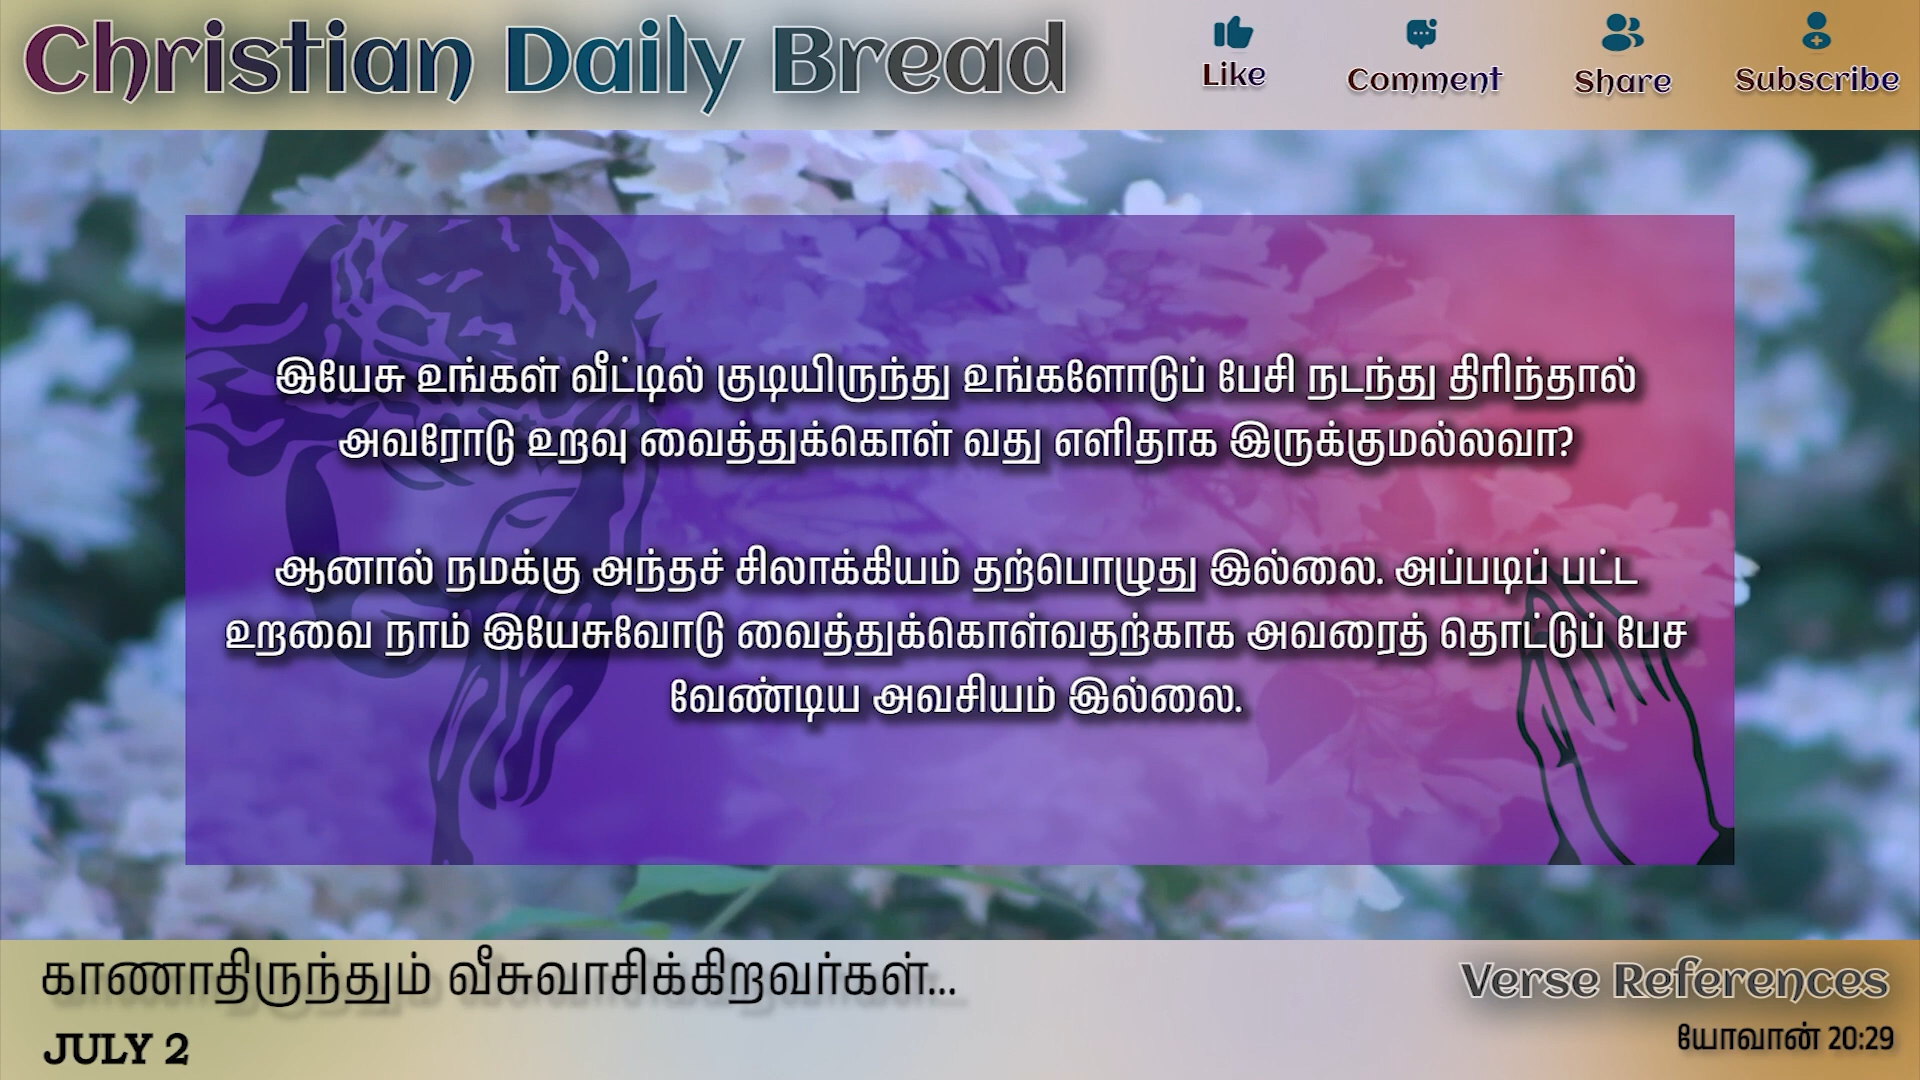 Christian Daily Bread
Like
Comment
Share
Subscribe
இயேசு உங்கள் வீட்டில் குடியிருந்து உங்களோடுப் பேசி நடந்து திரிந்தால்
அவரோடு உறவு வைத்துக்கொள் வது எளிதாக இருக்குமல்லவா?
ஆனால் நமக்கு அந்தச் சிலாக்கியம் தற்பொழுது இல்லை. அப்படிப் பட்ட
உறவை நாம் இயேசுவோடு வைத்துக்கொள்வதற்காக அவரைத் தொட்டுப் பேச
வேண்டிய அவசியம் இல்லை.
காணாதிருந்தும் வீசுவாசிக்கிறவர்கள்...
JULY 2
Verse References
யோவான் 20:29